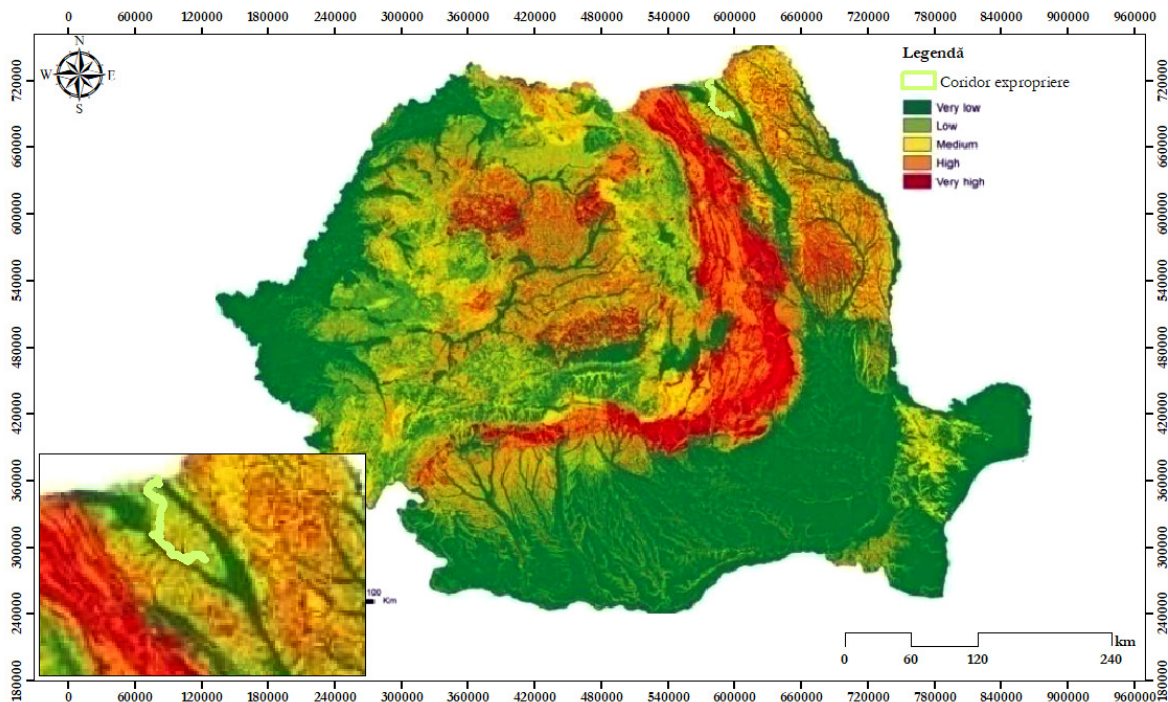 0 60000 120000 180000 240000 300000 360000 420000 480000 540000 600000 660000 720000 780000 840000 900000 960000
N
W E
S
Legendă
Coridor expropriere
Very low
Low
Medium
High
Very high
720000 720000
660000 660000
600000 600000
540000 540000
480000 480000
420000 420000
360000 360000
300000 300000
240000 240000
180000 180000
100
Km
km
0 60 120 240
0 60000 120000 180000 240000 300000 360000 420000 480000 540000 600000 660000 720000 780000 840000 900000 960000